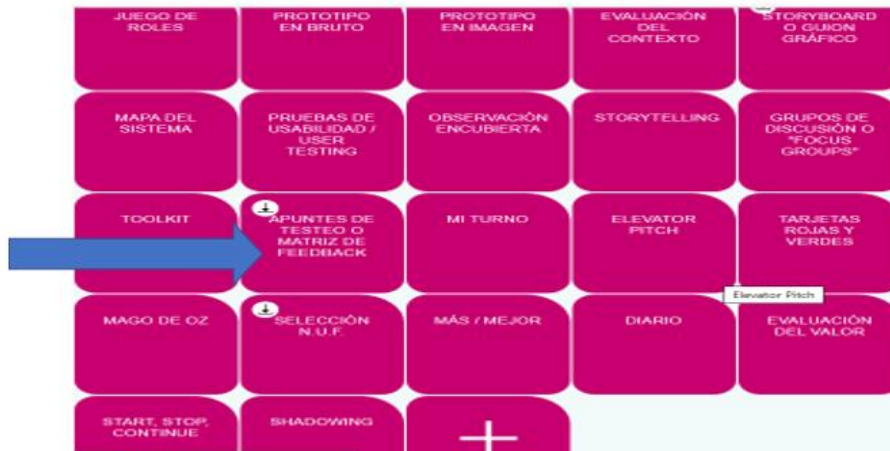 JUEGO DE
ROLES
PROTOTIPO
EN BRUTO
PROTOTIPO
EN IMAGEN
EVALUACIÓN
DEL
CONTEXTO
STORYBOARD
O GUION
GRÁFICO
MAPA DEL
SISTEMA
PRUEBAS DE
USABILIDAD /
USER
TESTING
OBSERVACIÓN
ENCUBIERTA
STORYTELLING
GRUPOS DE
DISCUSIÓN O
"FOCUS
GROUPS"
TOOLKIT
APUNTES DE
TESTEO O
MATRIZ DE
FEEDBACK
MI TURNO
ELEVATOR
PITCH
TARJETAS
ROJAS Y
VERDES
Elevator Pitch
MAGO DE OZ
SELECCIÓN
N.U.F.
MÁS / MEJOR
DIARIO
EVALUACIÓN
DEL VALOR
START, STOP,
CONTINUE
SHADOWING